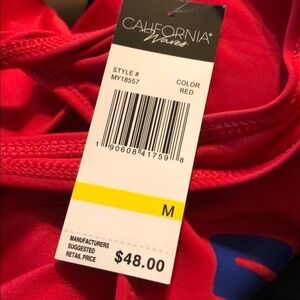 CALIFORNIA®
Waves
STYLE #
MY18557
COLOR
RED
1 90608 41759 8
M
MANUFACTURERS
SUGGESTED
RETAIL PRICE
$48.00